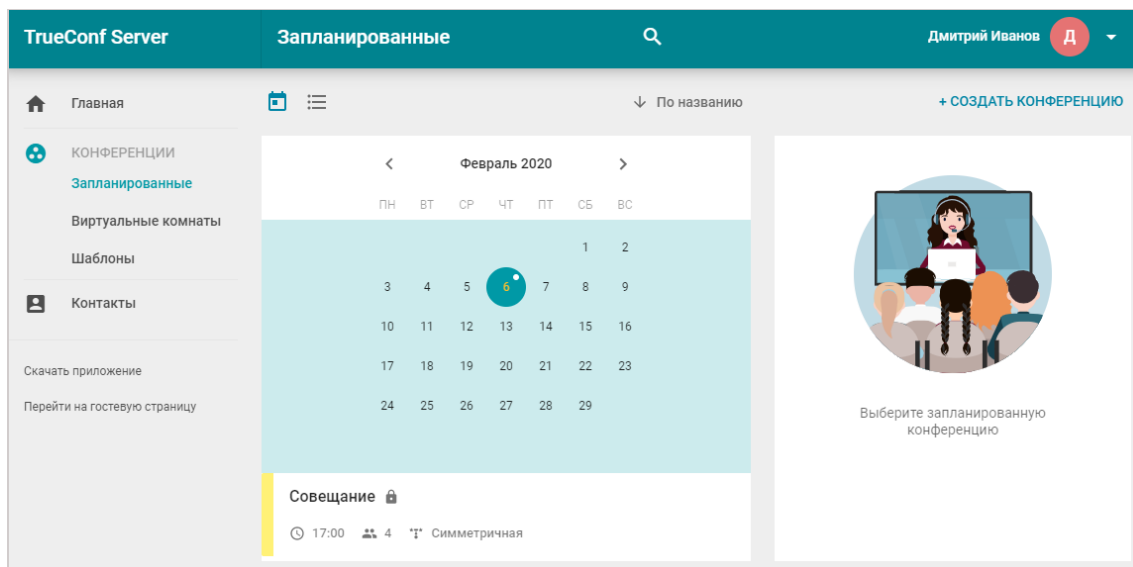 TrueConf Server
Запланированные
Дмитрий Иванов
Д
Главная
КОНФЕРЕНЦИИ
Запланированные
Виртуальные комнаты
Шаблоны
Контакты
Скачать приложение
Перейти на гостевую страницу
По названию
+ СОЗДАТЬ КОНФЕРЕНЦИЮ
Февраль 2020
ПН ВТ СР ЧТ ПТ СБ ВС
1 2
3 4 5 6 7 8 9
10 11 12 13 14 15 16
17 18 19 20 21 22 23
24 25 26 27 28 29
Совещание
17:00 4 Симметричная
Выберите запланированную
конференцию